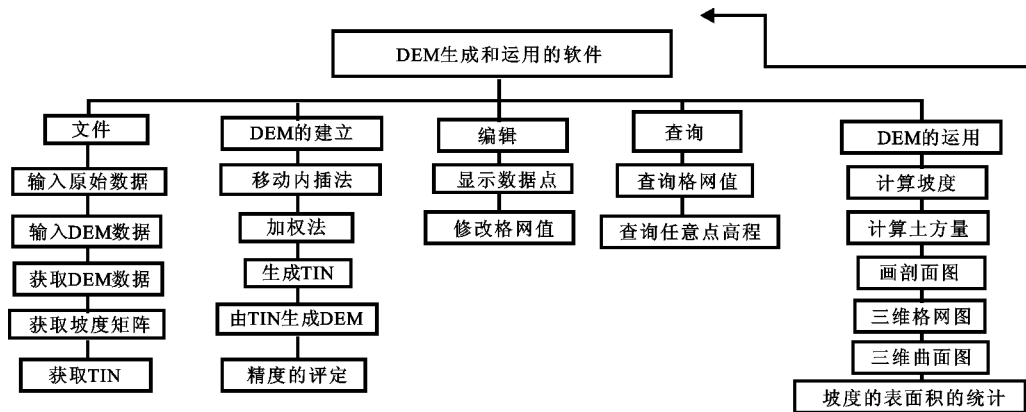 DEM生成和运用的软件
文件
输入原始数据
输入DEM数据
获取DEM数据
获取坡度矩阵
获取TIN
DEM的建立
移动内插法
加权法
生成TIN
由TIN生成DEM
精度的评定
编辑
显示数据点
修改格网值
查询
查询格网值
查询任意点高程
DEM的运用
计算坡度
计算土方量
画剖面图
三维格网图
三维曲面图
坡度的表面积的统计